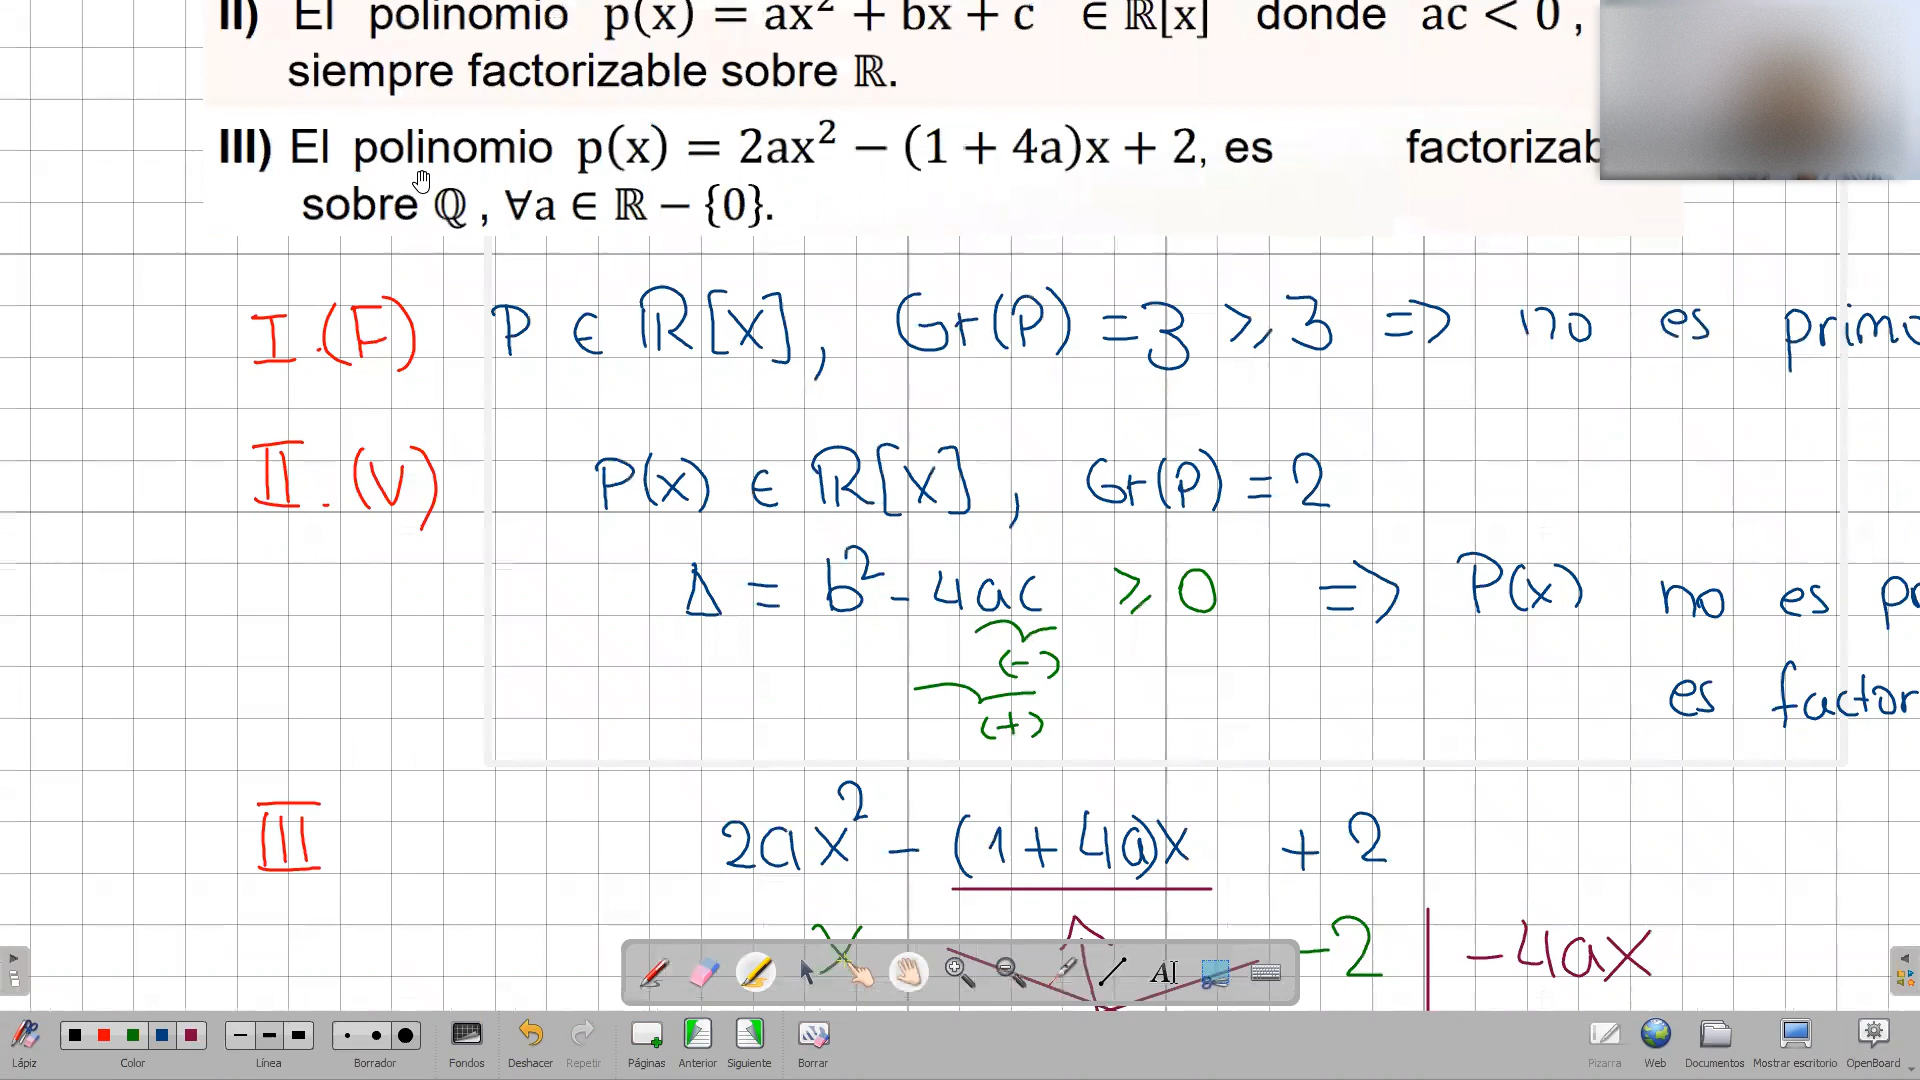 II) El polinomio p(x) = ax² + bx + c ∈ ℝ[x] donde ac < 0 ,
siempre factorizable sobre ℝ.
III) El polinomio p(x) = 2ax² − (1 + 4a)x + 2, es factorizab
sobre ℚ , ∀a ∈ ℝ − {0}.
I.(F) P ∈ ℝ[X], Gr(P) = 3 ≥ 3 => no es primo
II.(V) P(x) ∈ ℝ[X], Gr(P) = 2
Δ = b² - 4ac ≥ 0 => P(x) no es pr
(-)
es factor
(+)
III 2ax² - (1 + 4a)x + 2
x -2 | -4ax
AI
Lápiz Color Línea Borrador Fondos Deshacer Repetir Páginas Anterior Siguiente Borrar Pizarra Web Documentos Mostrar escritorio OpenBoard